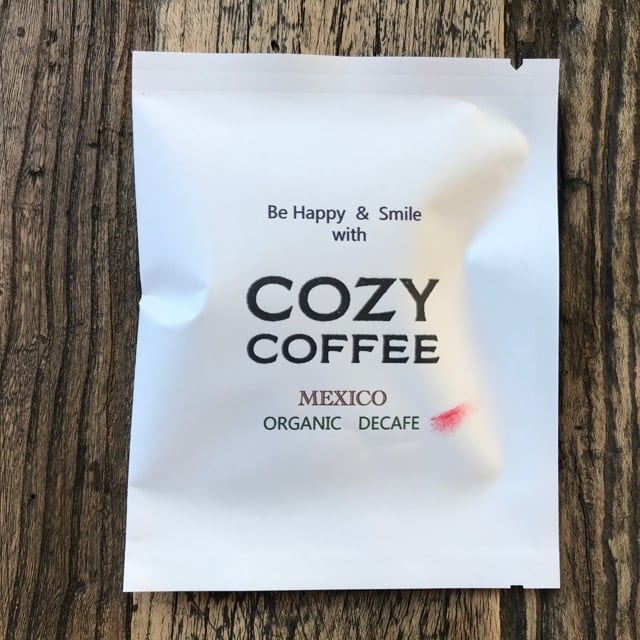 Be Happy & Smile
with
COZY
COFFEE
MEXICO
ORGANIC DECAFE